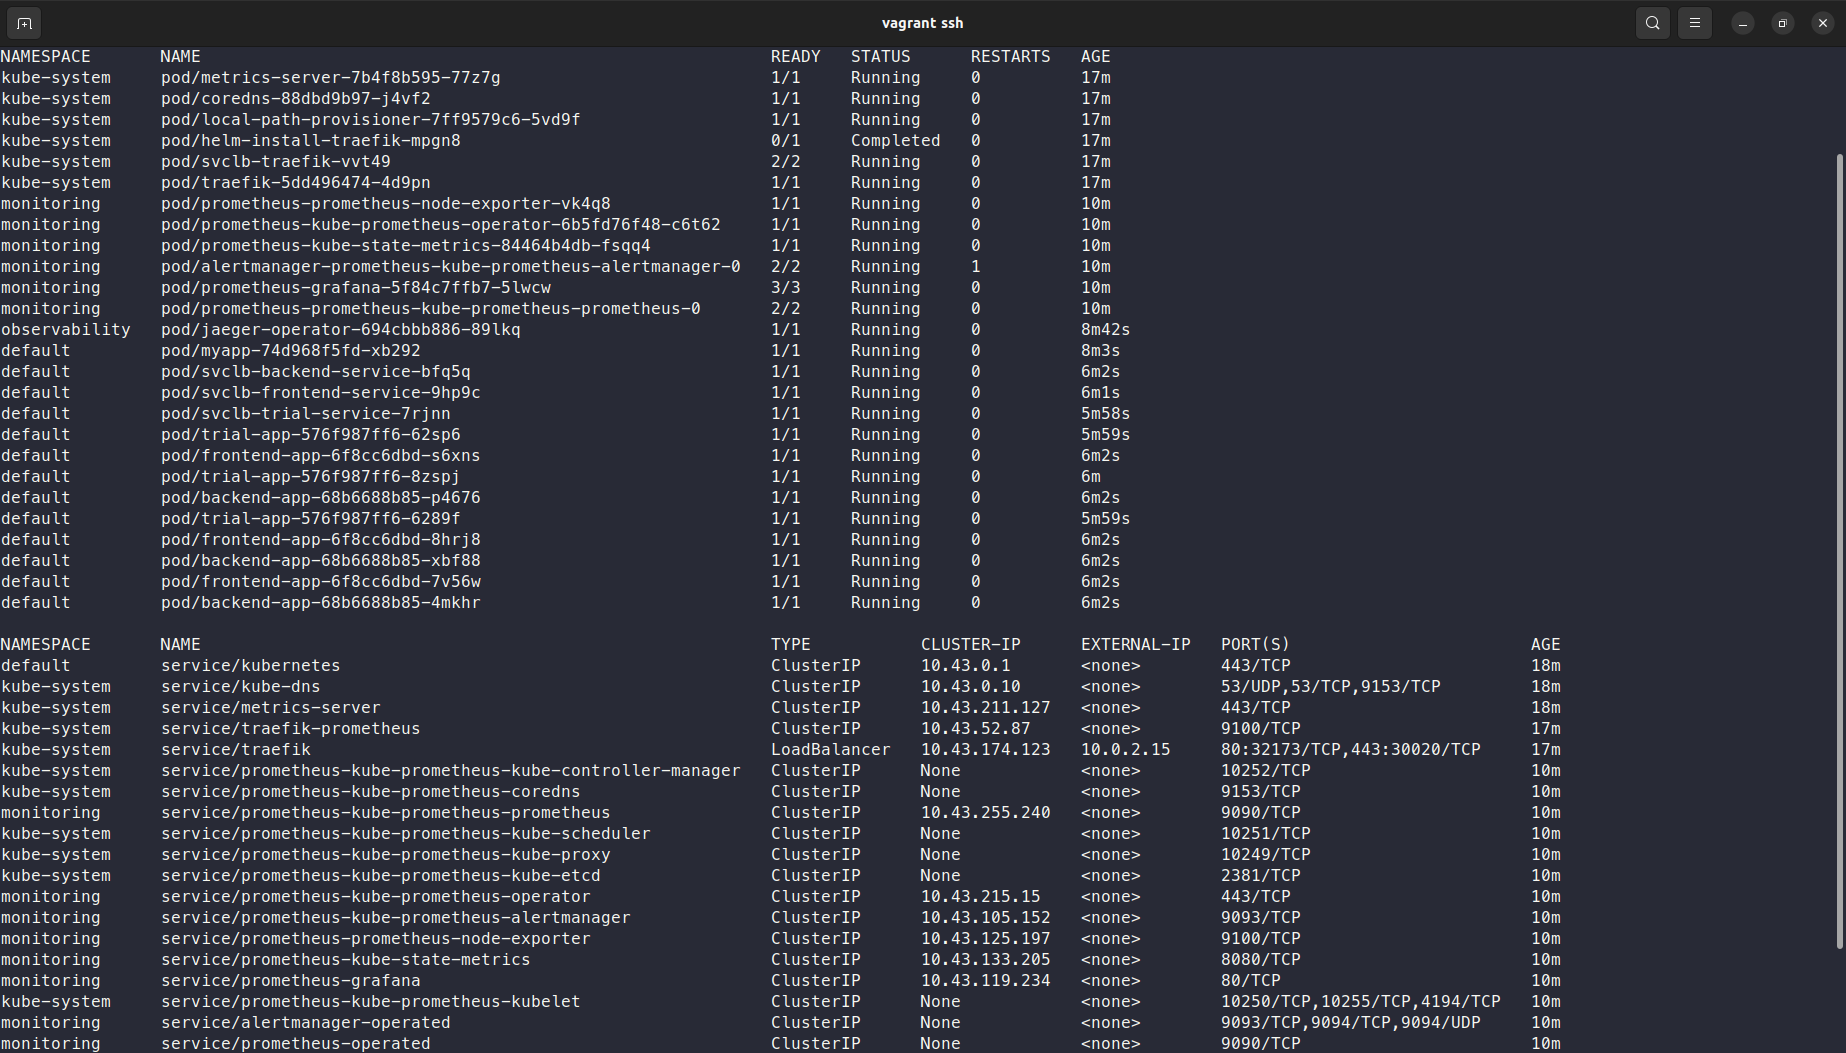 vagrant ssh
NAMESPACE NAME READY STATUS RESTARTS AGE
kube-system pod/metrics-server-7b4f8b595-77z7g 1/1 Running 0 17m
kube-system pod/coredns-88dbd9b97-j4vf2 1/1 Running 0 17m
kube-system pod/local-path-provisioner-7ff9579c6-5vd9f 1/1 Running 0 17m
kube-system pod/helm-install-traefik-mpgn8 0/1 Completed 0 17m
kube-system pod/svclb-traefik-vvt49 2/2 Running 0 17m
kube-system pod/traefik-5dd496474-4d9pn 1/1 Running 0 17m
monitoring pod/prometheus-prometheus-node-exporter-vk4q8 1/1 Running 0 10m
monitoring pod/prometheus-kube-prometheus-operator-6b5fd76f48-c6t62 1/1 Running 0 10m
monitoring pod/prometheus-kube-state-metrics-84464b4db-fsqq4 1/1 Running 0 10m
monitoring pod/alertmanager-prometheus-kube-prometheus-alertmanager-0 2/2 Running 1 10m
monitoring pod/prometheus-grafana-5f84c7ffb7-5lwcw 3/3 Running 0 10m
monitoring pod/prometheus-prometheus-kube-prometheus-prometheus-0 2/2 Running 0 10m
observability pod/jaeger-operator-694cbbb886-89lkq 1/1 Running 0 8m42s
default pod/myapp-74d968f5fd-xb292 1/1 Running 0 8m3s
default pod/svclb-backend-service-bfq5q 1/1 Running 0 6m2s
default pod/svclb-frontend-service-9hp9c 1/1 Running 0 6m1s
default pod/svclb-trial-service-7rjnn 1/1 Running 0 5m58s
default pod/trial-app-576f987ff6-62sp6 1/1 Running 0 5m59s
default pod/frontend-app-6f8cc6dbd-s6xns 1/1 Running 0 6m2s
default pod/trial-app-576f987ff6-8zspj 1/1 Running 0 6m
default pod/backend-app-68b6688b85-p4676 1/1 Running 0 6m2s
default pod/trial-app-576f987ff6-6289f 1/1 Running 0 5m59s
default pod/frontend-app-6f8cc6dbd-8hrj8 1/1 Running 0 6m2s
default pod/backend-app-68b6688b85-xbf88 1/1 Running 0 6m2s
default pod/frontend-app-6f8cc6dbd-7v56w 1/1 Running 0 6m2s
default pod/backend-app-68b6688b85-4mkhr 1/1 Running 0 6m2s
NAMESPACE NAME TYPE CLUSTER-IP EXTERNAL-IP PORT(S) AGE
default service/kubernetes ClusterIP 10.43.0.1 <none> 443/TCP 18m
kube-system service/kube-dns ClusterIP 10.43.0.10 <none> 53/UDP,53/TCP,9153/TCP 18m
kube-system service/metrics-server ClusterIP 10.43.211.127 <none> 443/TCP 18m
kube-system service/traefik-prometheus ClusterIP 10.43.52.87 <none> 9100/TCP 17m
kube-system service/traefik LoadBalancer 10.43.174.123 10.0.2.15 80:32173/TCP,443:30020/TCP 17m
kube-system service/prometheus-kube-prometheus-kube-controller-manager ClusterIP None <none> 10252/TCP 10m
kube-system service/prometheus-kube-prometheus-coredns ClusterIP None <none> 9153/TCP 10m
monitoring service/prometheus-kube-prometheus-prometheus ClusterIP 10.43.255.240 <none> 9090/TCP 10m
kube-system service/prometheus-kube-prometheus-kube-scheduler ClusterIP None <none> 10251/TCP 10m
kube-system service/prometheus-kube-prometheus-kube-proxy ClusterIP None <none> 10249/TCP 10m
kube-system service/prometheus-kube-prometheus-kube-etcd ClusterIP None <none> 2381/TCP 10m
monitoring service/prometheus-kube-prometheus-operator ClusterIP 10.43.215.15 <none> 443/TCP 10m
monitoring service/prometheus-kube-prometheus-alertmanager ClusterIP 10.43.105.152 <none> 9093/TCP 10m
monitoring service/prometheus-prometheus-node-exporter ClusterIP 10.43.125.197 <none> 9100/TCP 10m
monitoring service/prometheus-kube-state-metrics ClusterIP 10.43.133.205 <none> 8080/TCP 10m
monitoring service/prometheus-grafana ClusterIP 10.43.119.234 <none> 80/TCP 10m
kube-system service/prometheus-kube-prometheus-kubelet ClusterIP None <none> 10250/TCP,10255/TCP,4194/TCP 10m
monitoring service/alertmanager-operated ClusterIP None <none> 9093/TCP,9094/TCP,9094/UDP 10m
monitoring service/prometheus-operated ClusterIP None <none> 9090/TCP 10m